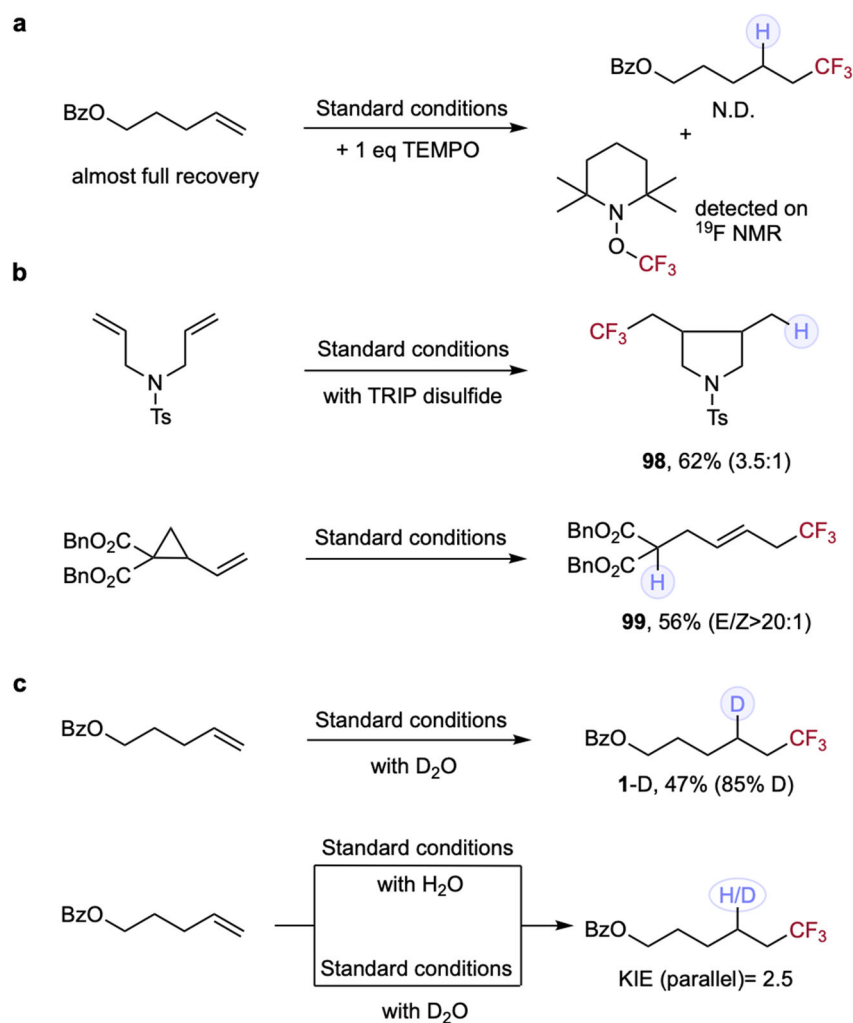 a
H
BzO
CF3
BzO
Standard conditions
N.D.
+ 1 eq TEMPO
+
almost full recovery
N
detected on
19F NMR
O
CF3
b
CF3
H
Standard conditions
N
with TRIP disulfide
N
Ts
Ts
98, 62% (3.5:1)
BnO2C
Standard conditions
BnO2C
CF3
BnO2C
BnO2C
H
99, 56% (E/Z>20:1)
c
D
BzO
Standard conditions
BzO
CF3
with D2O
1-D, 47% (85% D)
Standard conditions
with H2O
H/D
BzO
BzO
CF3
Standard conditions
KIE (parallel)= 2.5
with D2O